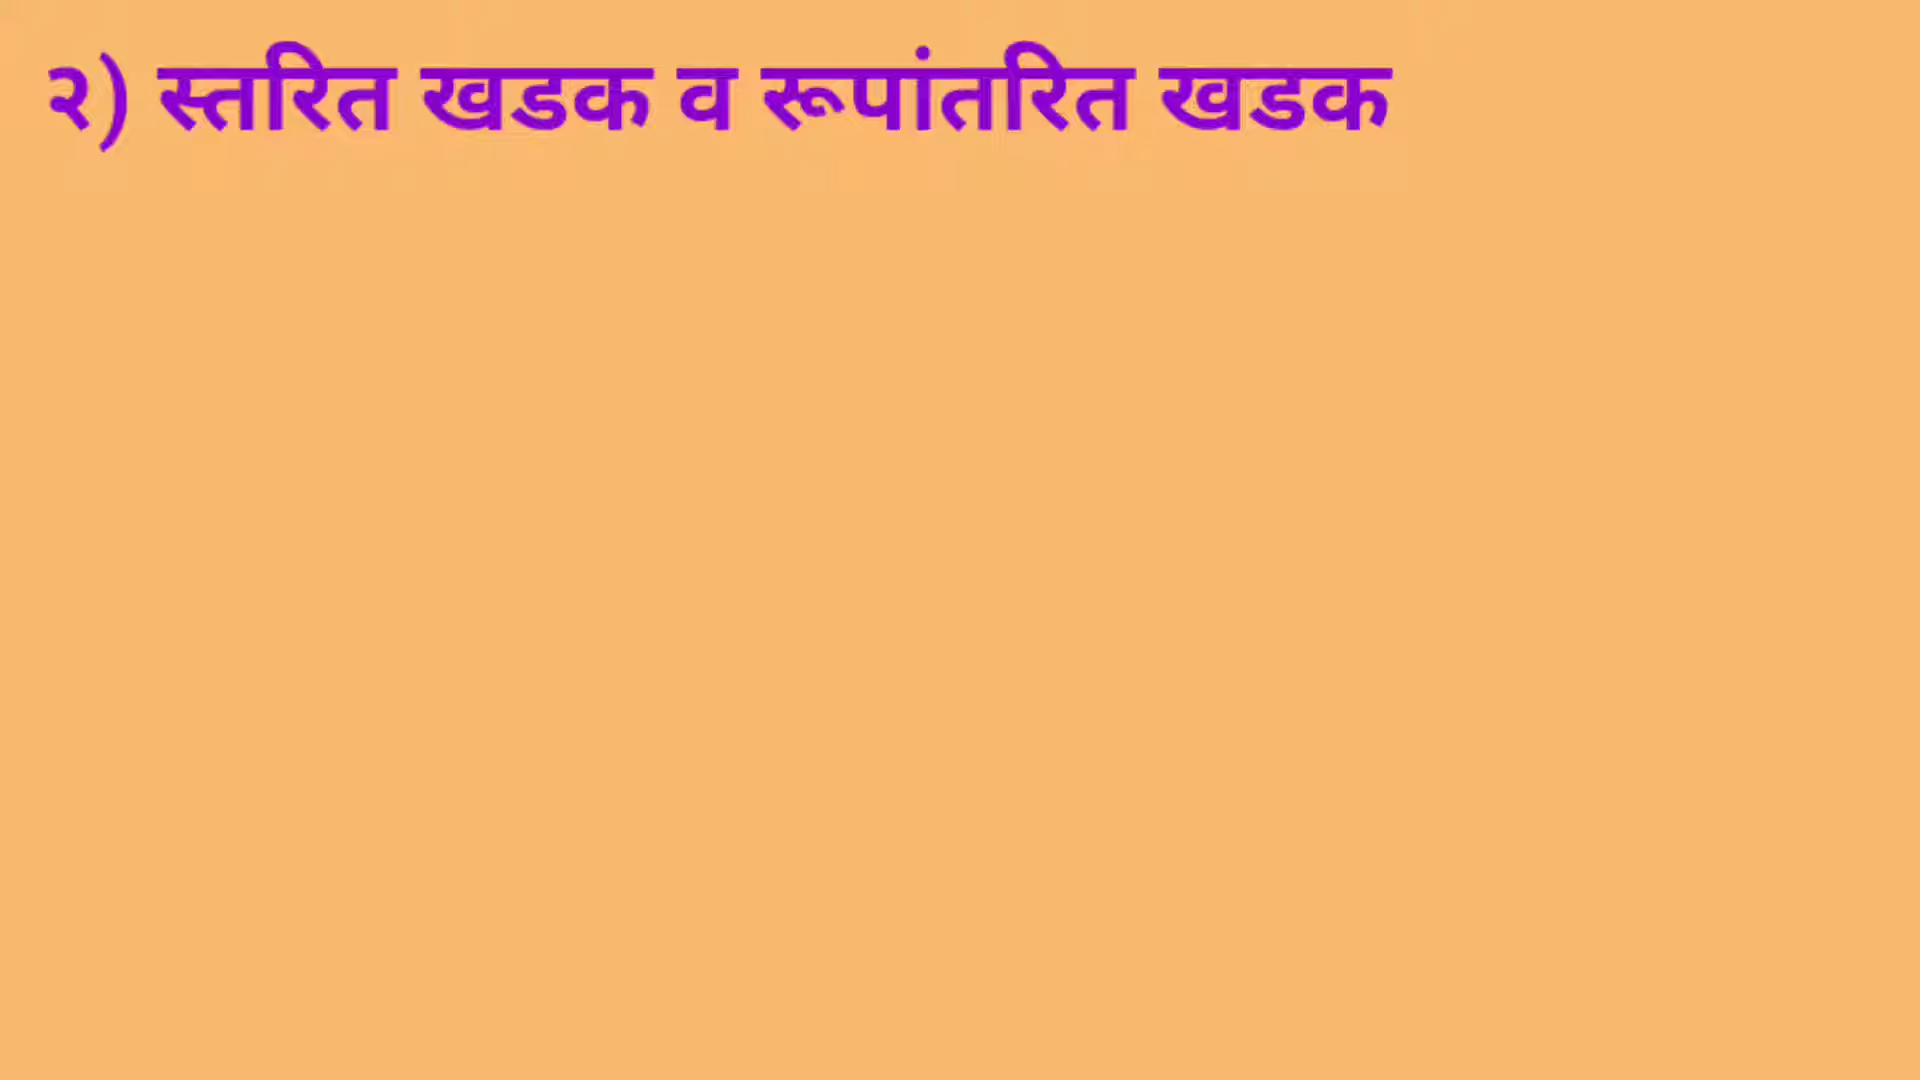 २) स्तरित खडक व रूपांतरित खडक